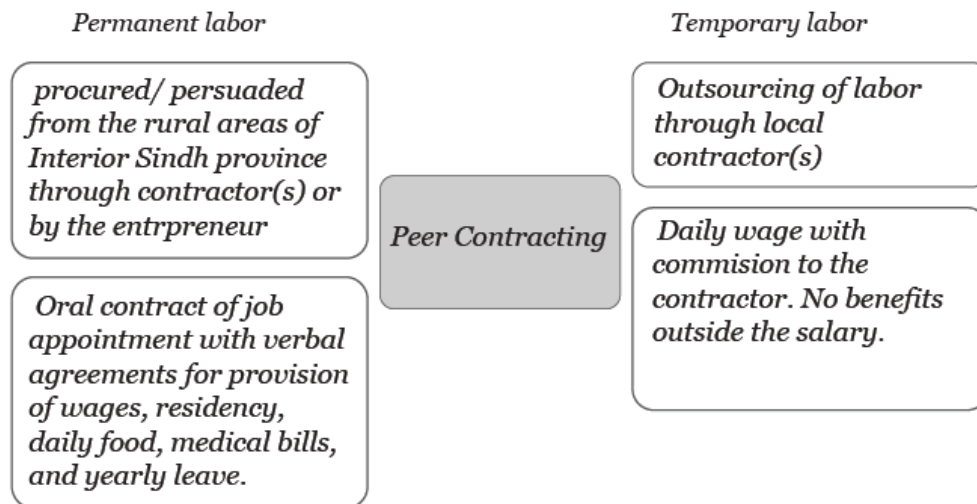 Permanent labor
procured/ persuaded
from the rural areas of
Interior Sindh province
through contractor(s) or
by the entrpreneur
Oral contract of job
appointment with verbal
agreements for provision
of wages, residency,
daily food, medical bills,
and yearly leave.
Peer Contracting
Temporary labor
Outsourcing of labor
through local
contractor(s)
Daily wage with
commision to the
contractor. No benefits
outside the salary.